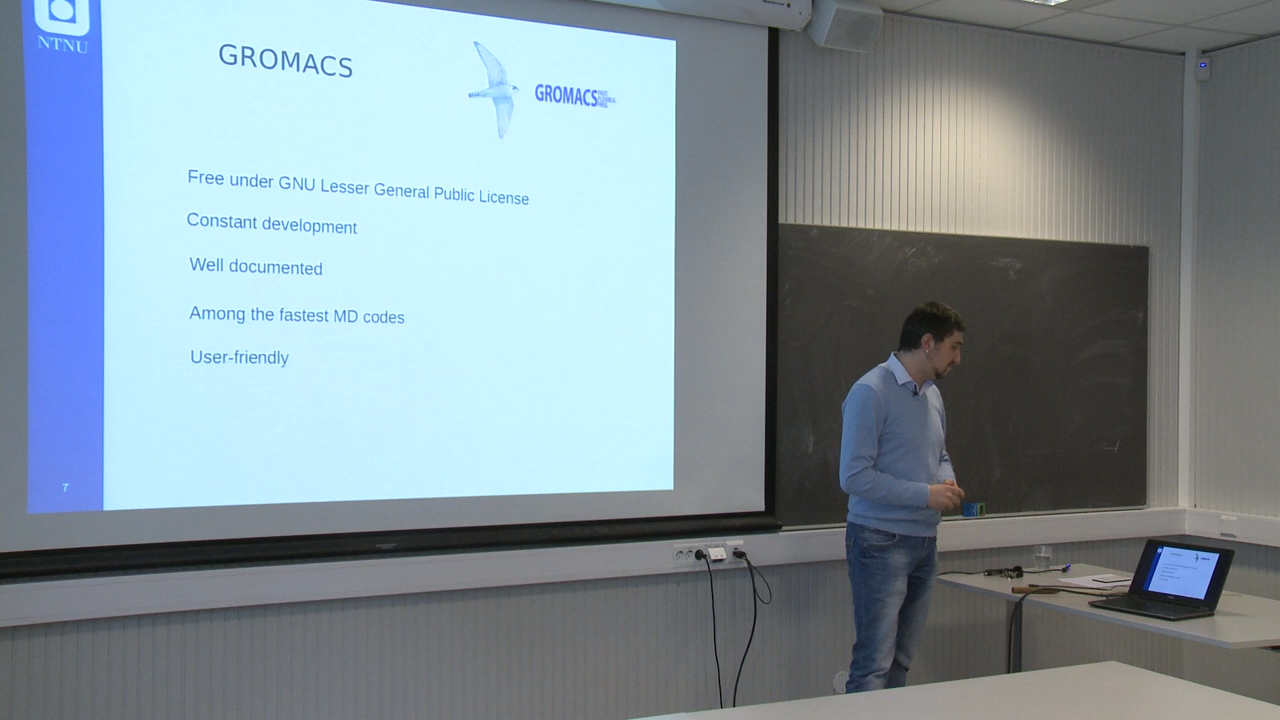 NTNU
GROMACS
GROMACS
Free under GNU Lesser General Public License
Constant development
Well documented
Among the fastest MD codes
User-friendly
7